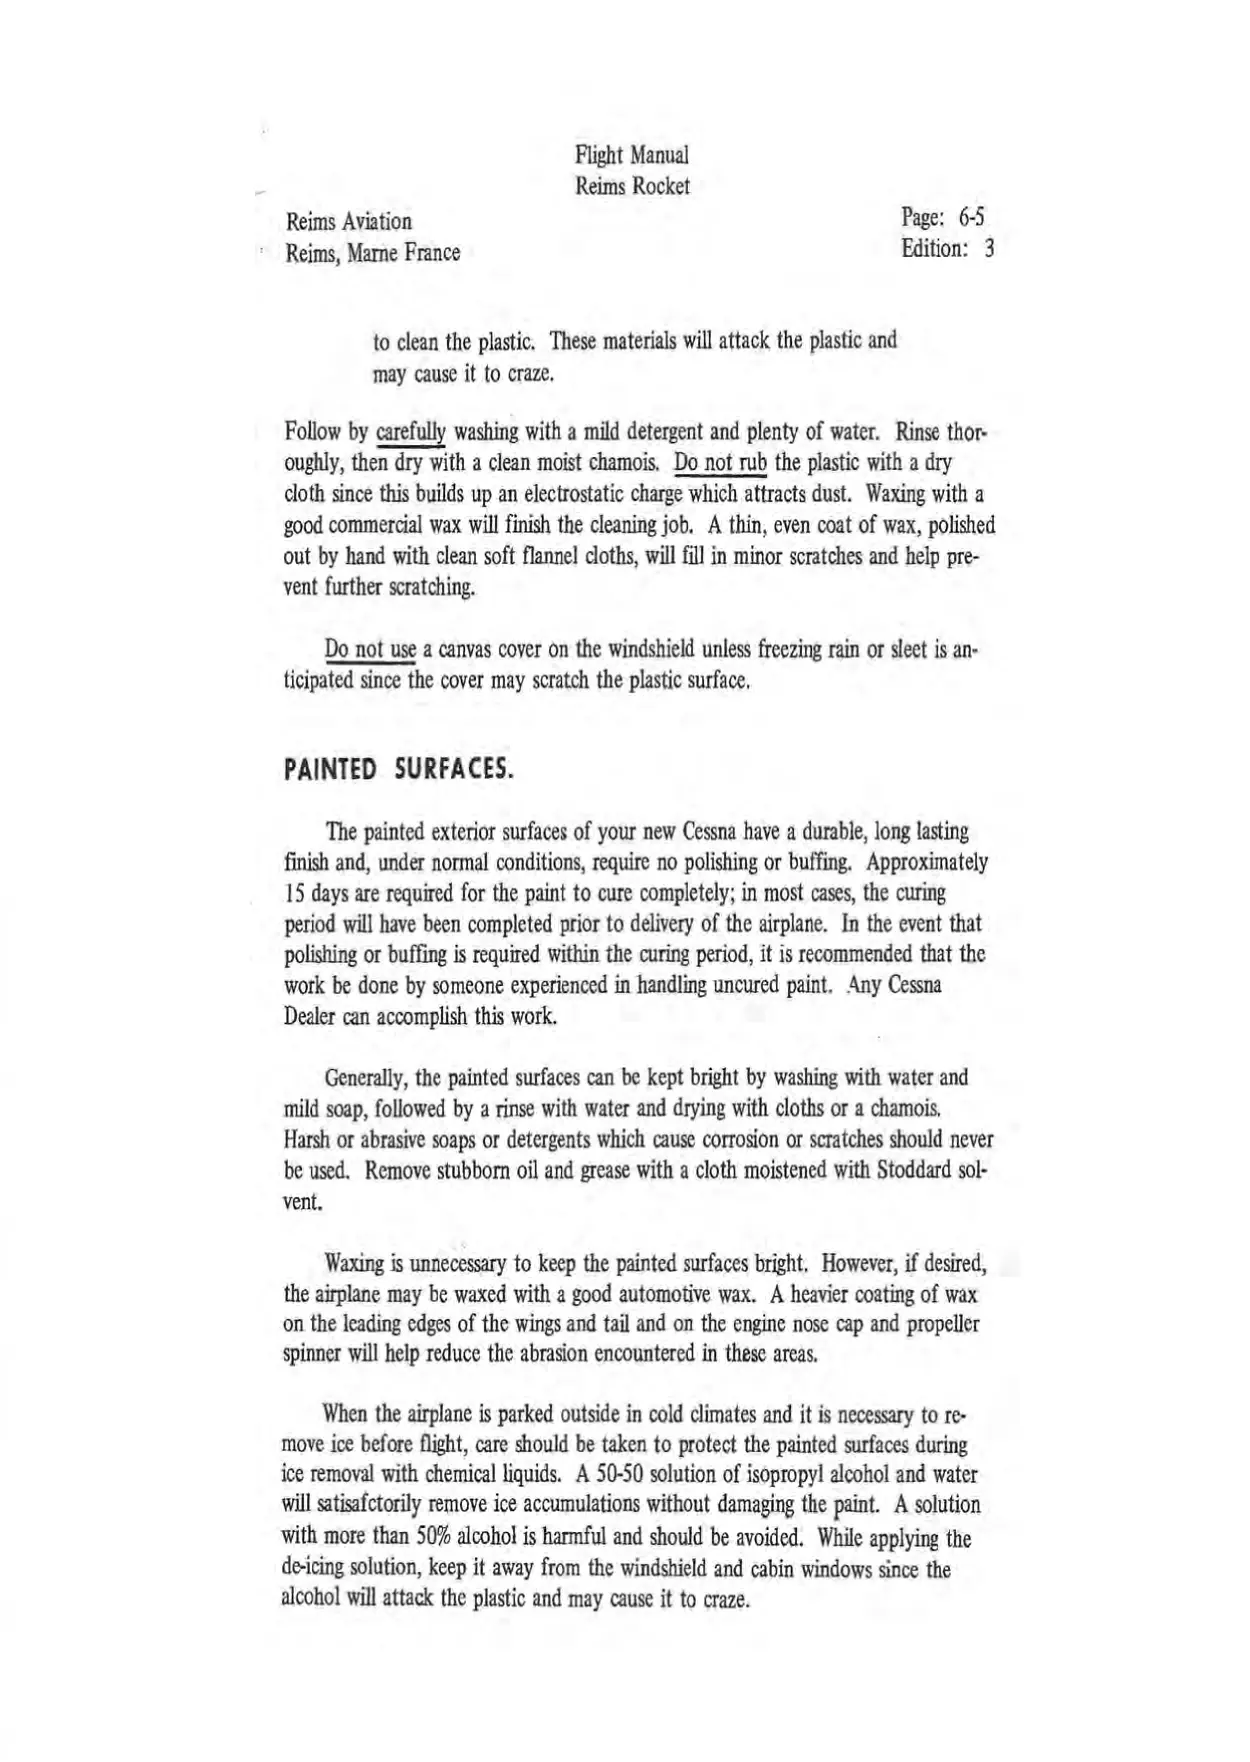 Flight Manual
Reims Rocket
Reims Aviation
Reims, Marne France
Page: 6-5
Edition: 3
to clean the plastic. These materials will attack the plastic and
may cause it to craze.
Follow by carefully washing with a mild detergent and plenty of water. Rinse thor-
oughly, then dry with a clean moist chamois. Do not rub the plastic with a dry
cloth since this builds up an electrostatic charge which attracts dust. Waxing with a
good commercial wax will finish the cleaning job. A thin, even coat of wax, polished
out by hand with clean soft flannel cloths, will fill in minor scratches and help pre-
vent further scratching.
Do not use a canvas cover on the windshield unless freezing rain or sleet is an-
ticipated since the cover may scratch the plastic surface.
PAINTED SURFACES.
The painted exterior surfaces of your new Cessna have a durable, long lasting
finish and, under normal conditions, require no polishing or buffing. Approximately
15 days are required for the paint to cure completely; in most cases, the curing
period will have been completed prior to delivery of the airplane. In the event that
polishing or buffing is required within the curing period, it is recommended that the
work be done by someone experienced in handling uncured paint. Any Cessna
Dealer can accomplish this work.
Generally, the painted surfaces can be kept bright by washing with water and
mild soap, followed by a rinse with water and drying with cloths or a chamois.
Harsh or abrasive soaps or detergents which cause corrosion or scratches should never
be used. Remove stubborn oil and grease with a cloth moistened with Stoddard sol-
vent.
Waxing is unnecessary to keep the painted surfaces bright. However, if desired,
the airplane may be waxed with a good automotive wax. A heavier coating of wax
on the leading edges of the wings and tail and on the engine nose cap and propeller
spinner will help reduce the abrasion encountered in these areas.
When the airplane is parked outside in cold climates and it is necessary to re-
move ice before flight, care should be taken to protect the painted surfaces during
ice removal with chemical liquids. A 50-50 solution of isopropyl alcohol and water
will satisafctorily remove ice accumulations without damaging the paint. A solution
with more than 50% alcohol is harmful and should be avoided. While applying the
de-icing solution, keep it away from the windshield and cabin windows since the
alcohol will attack the plastic and may cause it to craze.